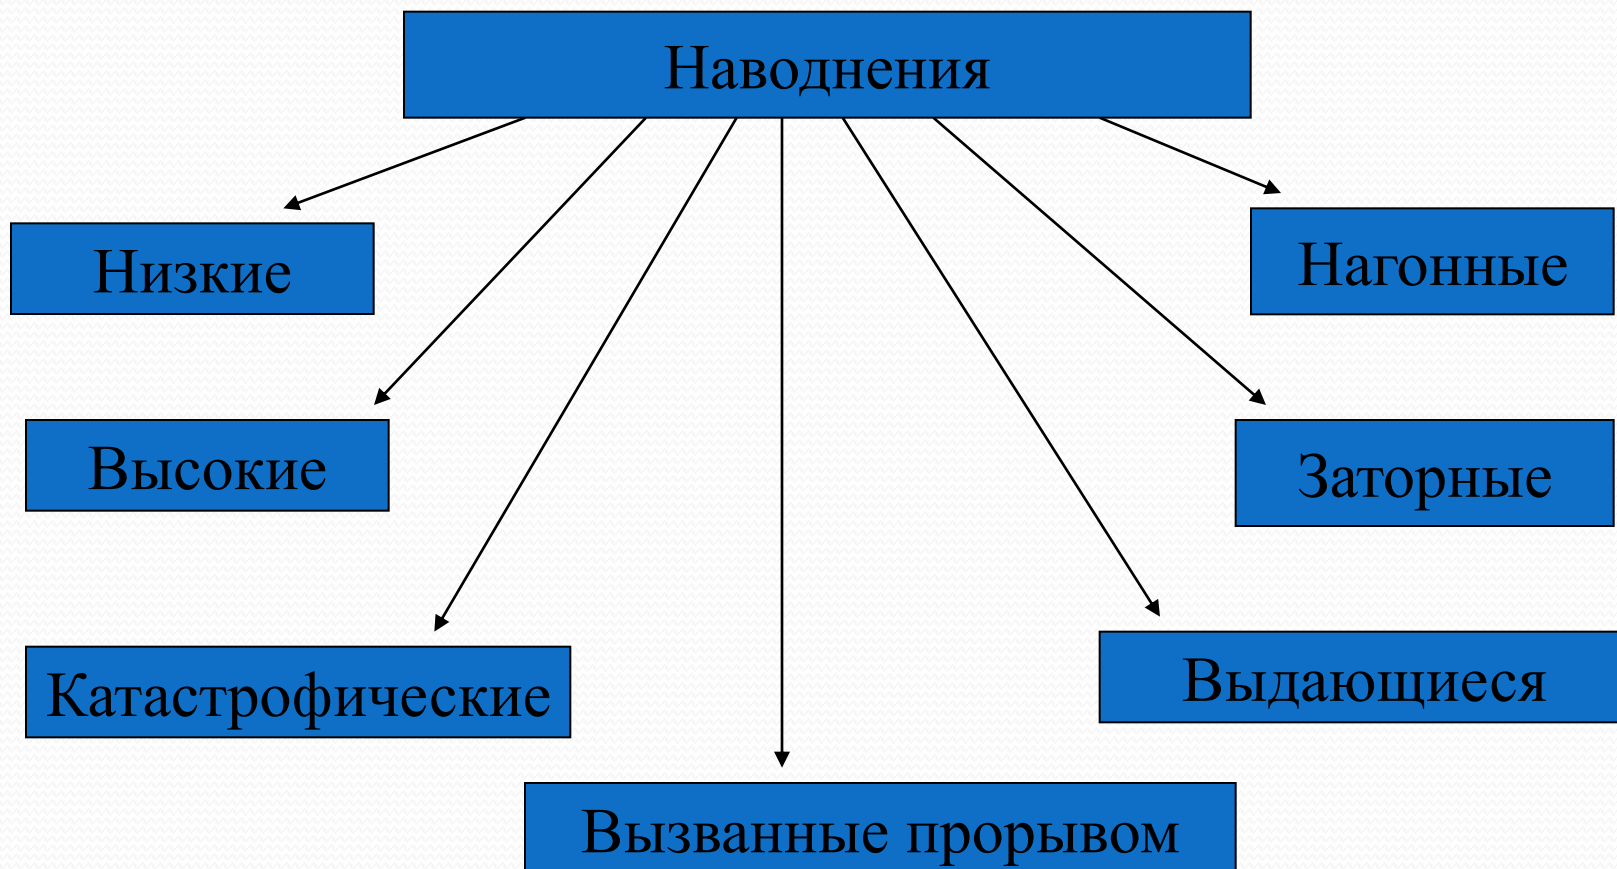 Наводнения
Низкие
Нагонные
Высокие
Заторные
Катастрофические
Выдающиеся
Вызванные прорывом